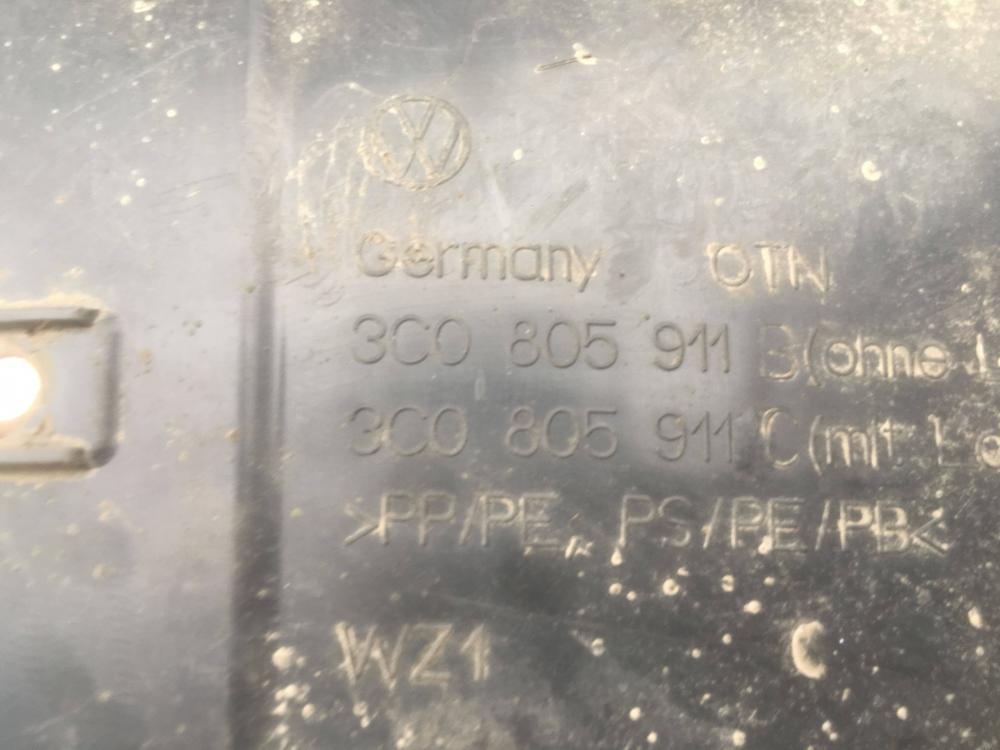 Germany OTN
3C0 805 911 B(ohne
3C0 805 911 C(mit
>PP/PE, PS/PE/PB<
WZ1